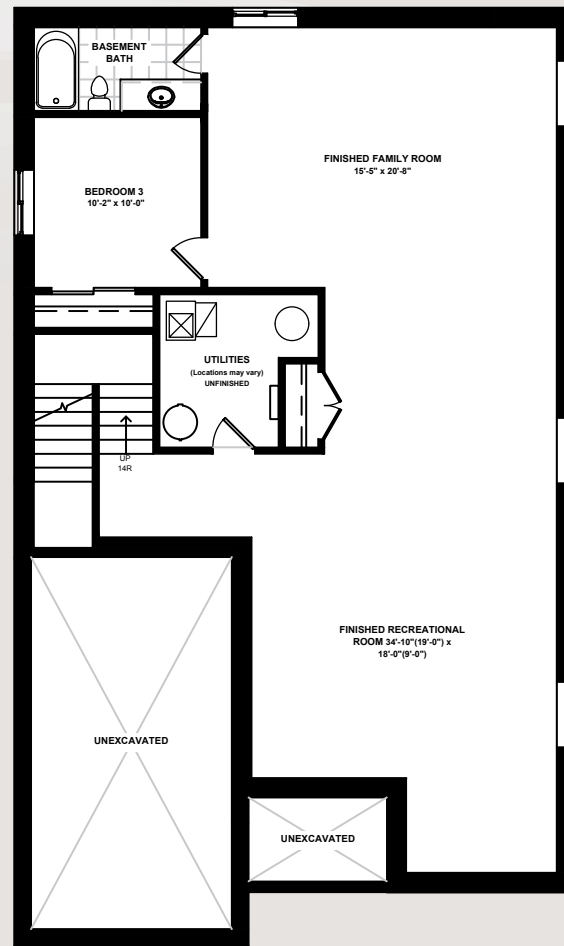 BASEMENT
BATH
FINISHED FAMILY ROOM
15'-5" x 20'-8"
BEDROOM 3
10'-2" x 10'-0"
UTILITIES
(Locations may vary)
UNFINISHED
UP
14R
FINISHED RECREATIONAL
ROOM 34'-10"(19'-0") x
18'-0"(9'-0")
UNEXCAVATED
UNEXCAVATED